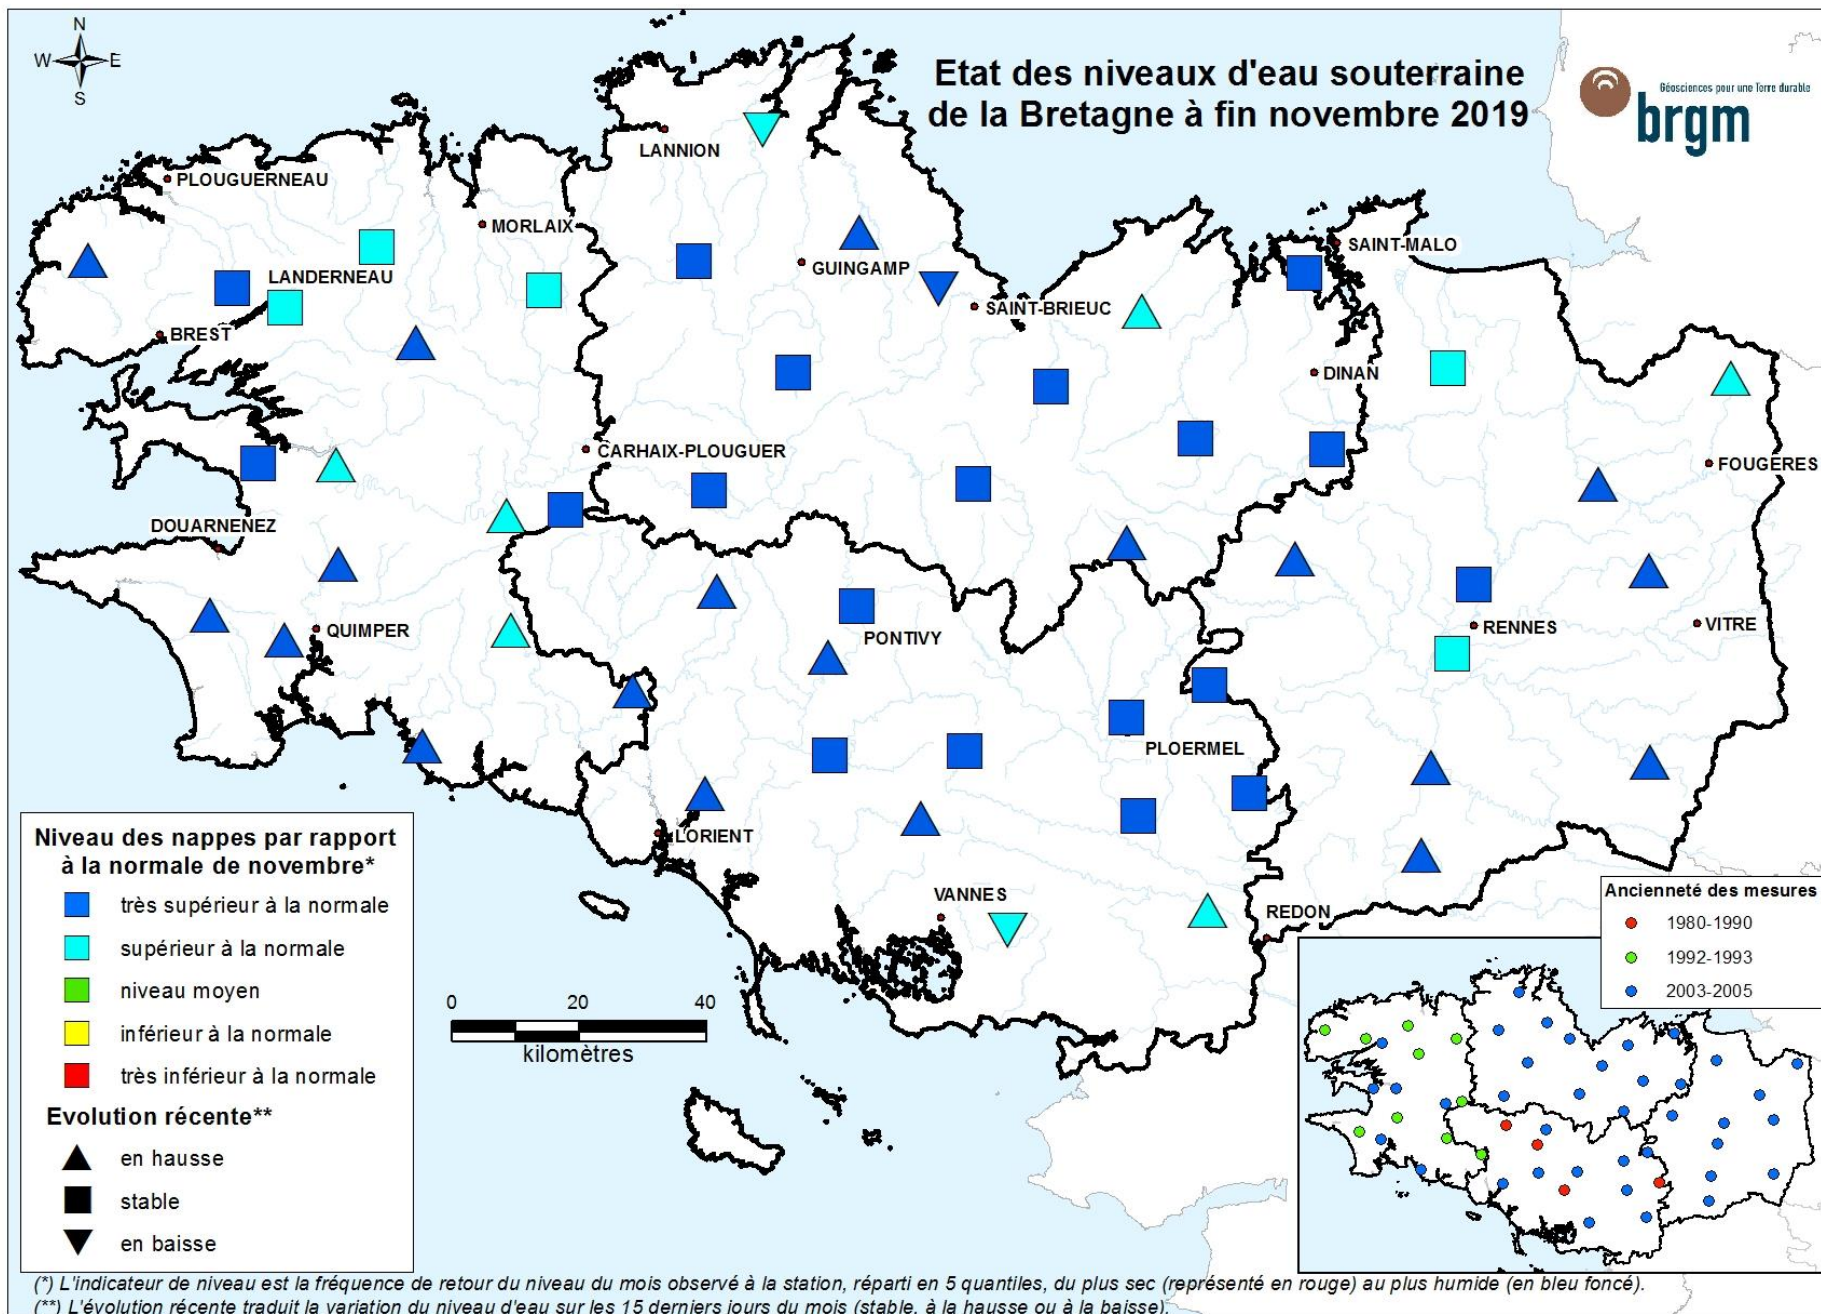 N
W E
S
Etat des niveaux d'eau souterraine
de la Bretagne à fin novembre 2019
Géosciences pour une Terre durable
brgm
LANNION
PLOUGUERNEAU
MORLAIX
SAINT-MALO
GUINGAMP
LANDERNEAU
SAINT-BRIEUC
BREST
DINAN
CARHAIX-PLOUGUER
FOUGERES
DOUARNENEZ
QUIMPER
PONTIVY
RENNES
VITRE
PLOERMEL
LORIENT
VANNES
REDON
Niveau des nappes par rapport
à la normale de novembre*
très supérieur à la normale
supérieur à la normale
niveau moyen
inférieur à la normale
très inférieur à la normale
Evolution récente**
en hausse
stable
en baisse
0 20 40
kilomètres
Ancienneté des mesures
1980-1990
1992-1993
2003-2005
(*) L'indicateur de niveau est la fréquence de retour du niveau du mois observé à la station, réparti en 5 quantiles, du plus sec (représenté en rouge) au plus humide (en bleu foncé).
(**) L'évolution récente traduit la variation du niveau d'eau sur les 15 derniers jours du mois (stable, à la hausse ou à la baisse).